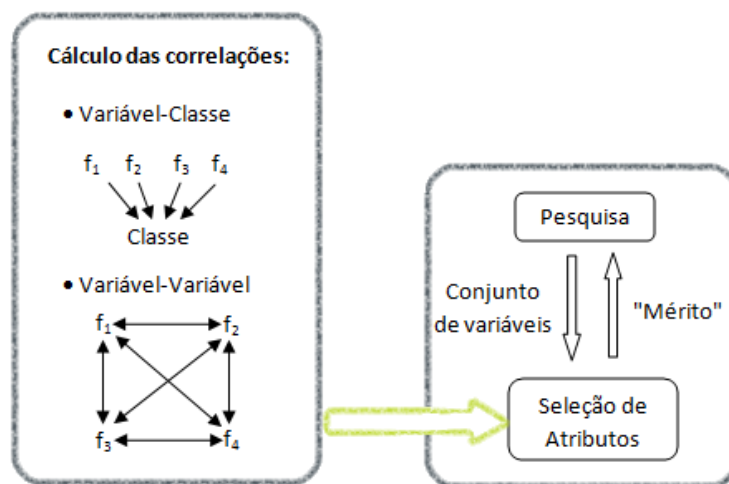 Cálculo das correlações:
• Variável-Classe
f1 f2 f3 f4
Classe
• Variável-Variável
f1 f2
f3 f4
Pesquisa
Conjunto
de variáveis
"Mérito"
Seleção de
Atributos